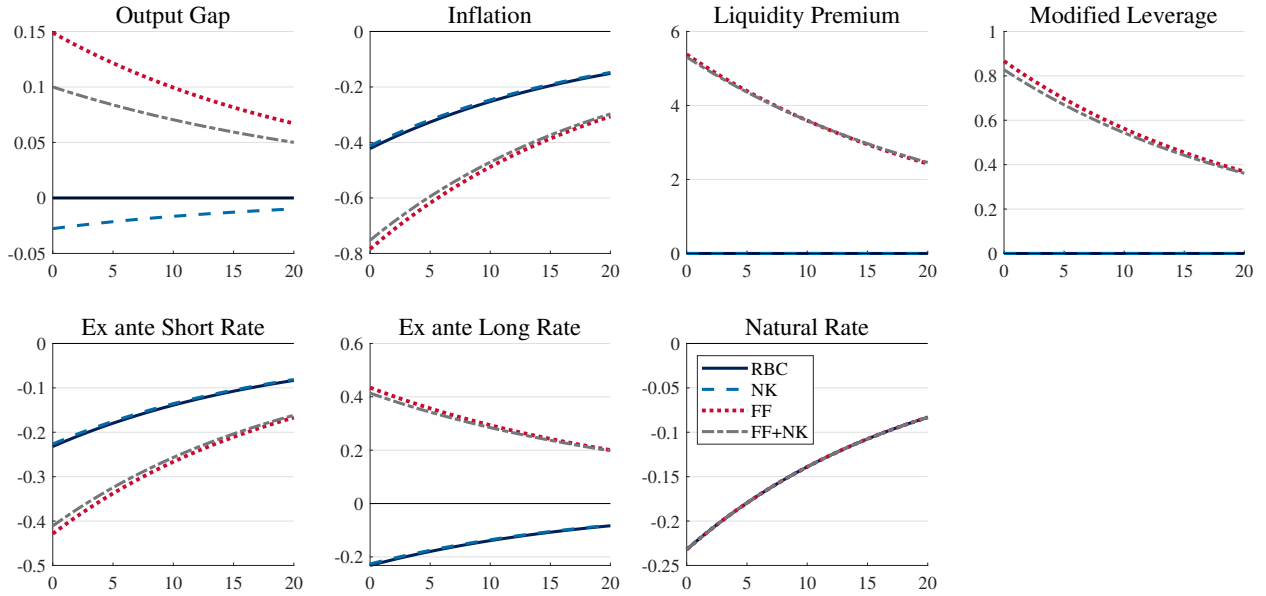 Output Gap
0.15
0.1
0.05
0
-0.05
0 5 10 15 20
Inflation
0
-0.2
-0.4
-0.6
-0.8
0 5 10 15 20
Liquidity Premium
6
4
2
0
0 5 10 15 20
Modified Leverage
1
0.8
0.6
0.4
0.2
0
0 5 10 15 20
Ex ante Short Rate
0
-0.1
-0.2
-0.3
-0.4
-0.5
0 5 10 15 20
Ex ante Long Rate
0.6
0.4
0.2
0
-0.2
0 5 10 15 20
Natural Rate
0
-0.05
-0.1
-0.15
-0.2
-0.25
0 5 10 15 20
RBC
NK
FF
FF+NK